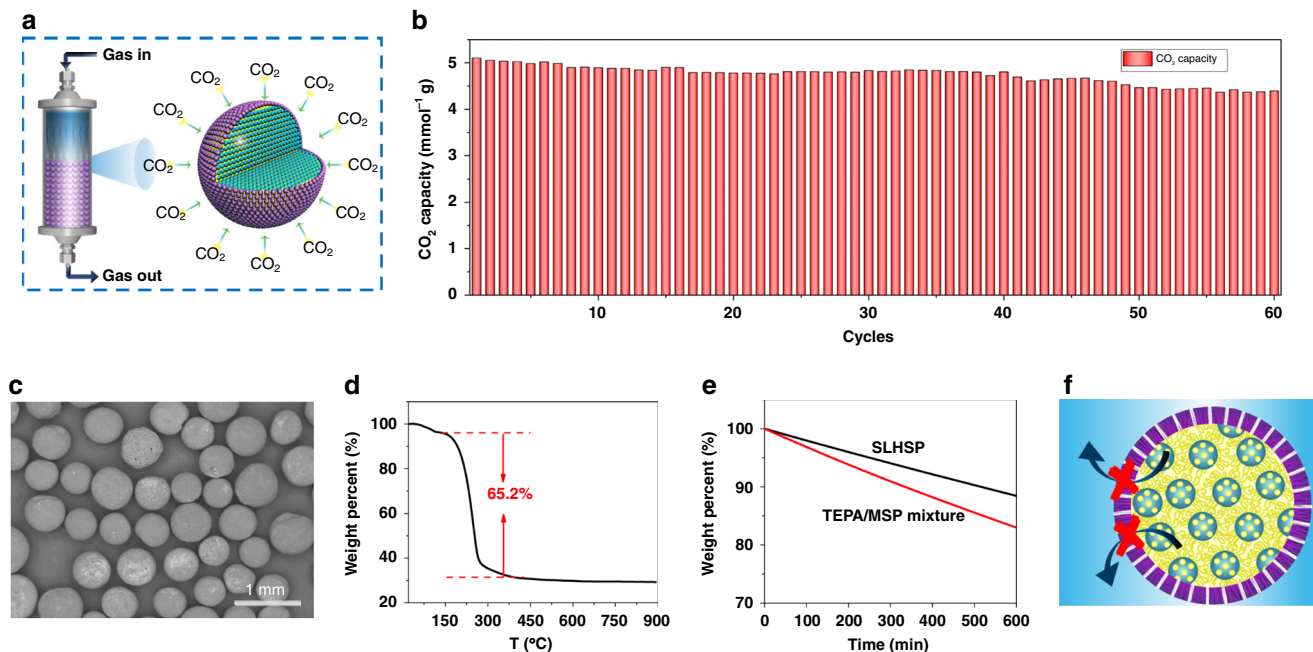 a
Gas in
CO2
CO2
CO2
CO2
CO2
CO2
CO2
CO2
CO2
CO2
CO2
CO2
Gas out
b
CO2 capacity
CO2 capacity (mmol−1 g)
5
4
3
2
1
0
10
20
30
40
50
60
Cycles
c
1 mm
d
Weight percent (%)
100
80
60
40
20
65.2%
150
300
450
600
750
900
T (°C)
e
Weight percent (%)
100
90
80
70
SLHSP
TEPA/MSP mixture
0
100
200
300
400
500
600
Time (min)
f